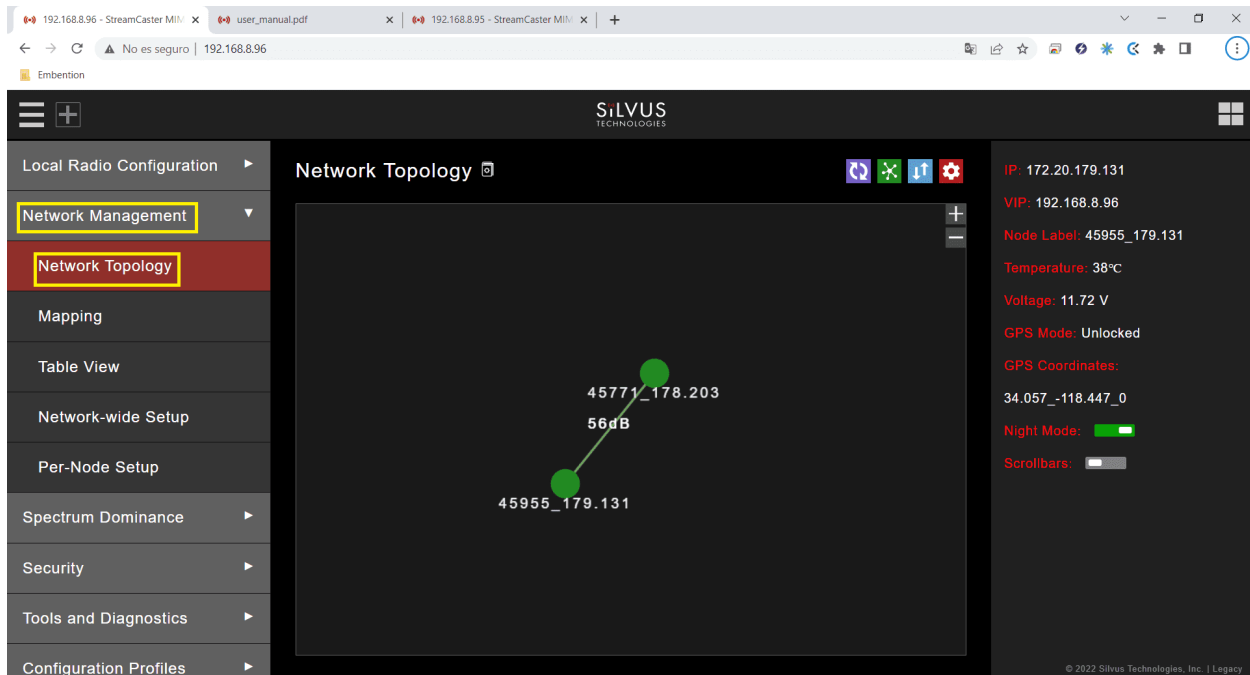 192.168.8.96 - StreamCaster MIM
user_manual.pdf
192.168.8.95 - StreamCaster MIM
No es seguro | 192.168.8.96
Embention
SiLVUS
TECHNOLOGIES
Local Radio Configuration
Network Management
Network Topology
Mapping
Table View
Network-wide Setup
Per-Node Setup
Spectrum Dominance
Security
Tools and Diagnostics
Configuration Profiles
Network Topology
45771_178.203
56dB
45955_179.131
IP: 172.20.179.131
VIP: 192.168.8.96
Node Label: 45955_179.131
Temperature: 38°C
Voltage: 11.72 V
GPS Mode: Unlocked
GPS Coordinates:
34.057_-118.447_0
Night Mode:
Scrollbars:
© 2022 Silvus Technologies, Inc. | Legacy